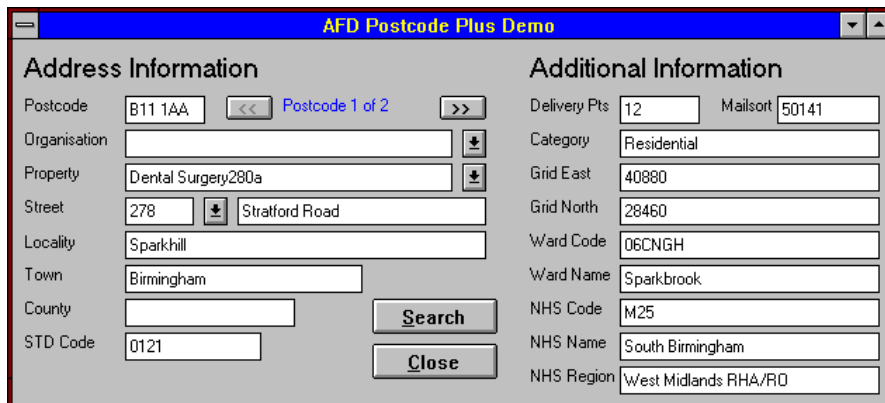 AFD Postcode Plus Demo
Address Information
Postcode B11 1AA << Postcode 1 of 2 >>
Organisation
Property Dental Surgery280a
Street 278 Stratford Road
Locality Sparkhill
Town Birmingham
County
STD Code 0121
Search
Close
Additional Information
Delivery Pts 12 Mailsort 50141
Category Residential
Grid East 40880
Grid North 28460
Ward Code 06CNGH
Ward Name Sparkbrook
NHS Code M25
NHS Name South Birmingham
NHS Region West Midlands RHA/RO